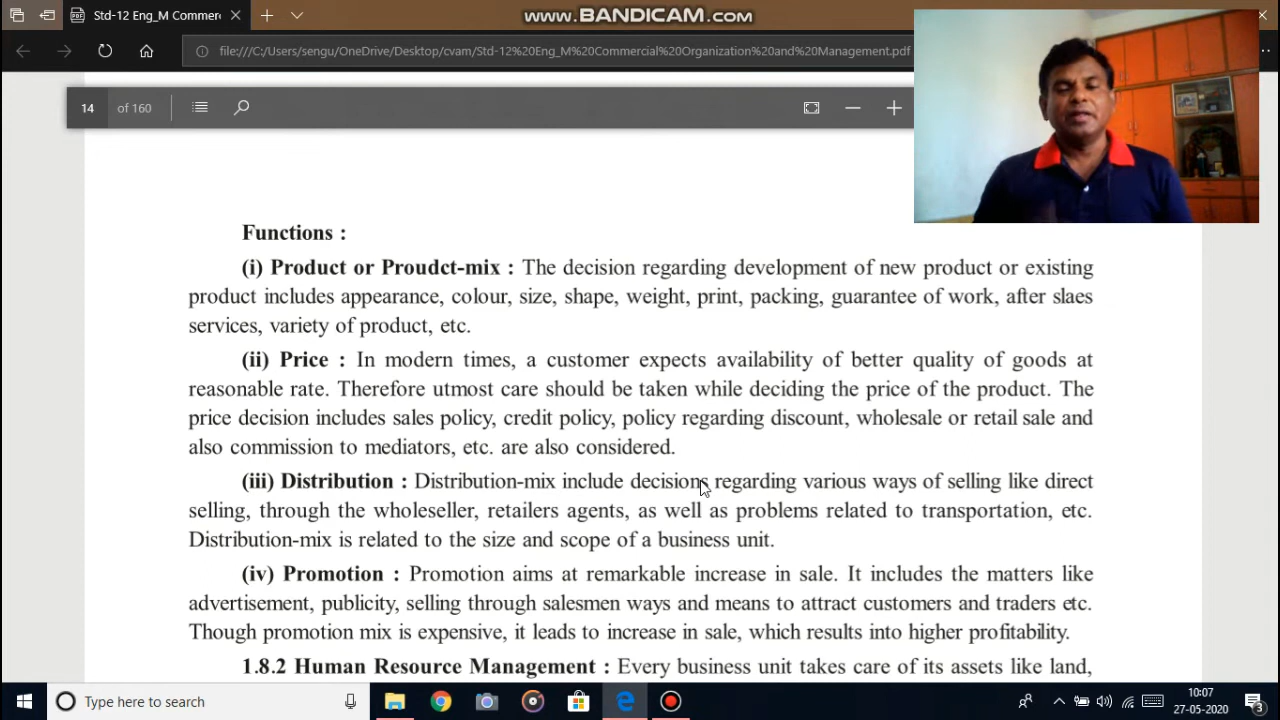 Std-12 Eng_M Commer
www.BANDICAM.com
file:///C:/Users/sengu/OneDrive/Desktop/cvam/Std-12%20Eng_M%20Commercial%20Organization%20and%20Management.pdf
14 of 160
Functions :
(i) Product or Proudct-mix : The decision regarding development of new product or existing
product includes appearance, colour, size, shape, weight, print, packing, guarantee of work, after slaes
services, variety of product, etc.
(ii) Price : In modern times, a customer expects availability of better quality of goods at
reasonable rate. Therefore utmost care should be taken while deciding the price of the product. The
price decision includes sales policy, credit policy, policy regarding discount, wholesale or retail sale and
also commission to mediators, etc. are also considered.
(iii) Distribution : Distribution-mix include decisions regarding various ways of selling like direct
selling, through the wholeseller, retailers agents, as well as problems related to transportation, etc.
Distribution-mix is related to the size and scope of a business unit.
(iv) Promotion : Promotion aims at remarkable increase in sale. It includes the matters like
advertisement, publicity, selling through salesmen ways and means to attract customers and traders etc.
Though promotion mix is expensive, it leads to increase in sale, which results into higher profitability.
1.8.2 Human Resource Management : Every business unit takes care of its assets like land,
Type here to search
10:07
27-05-2020
3